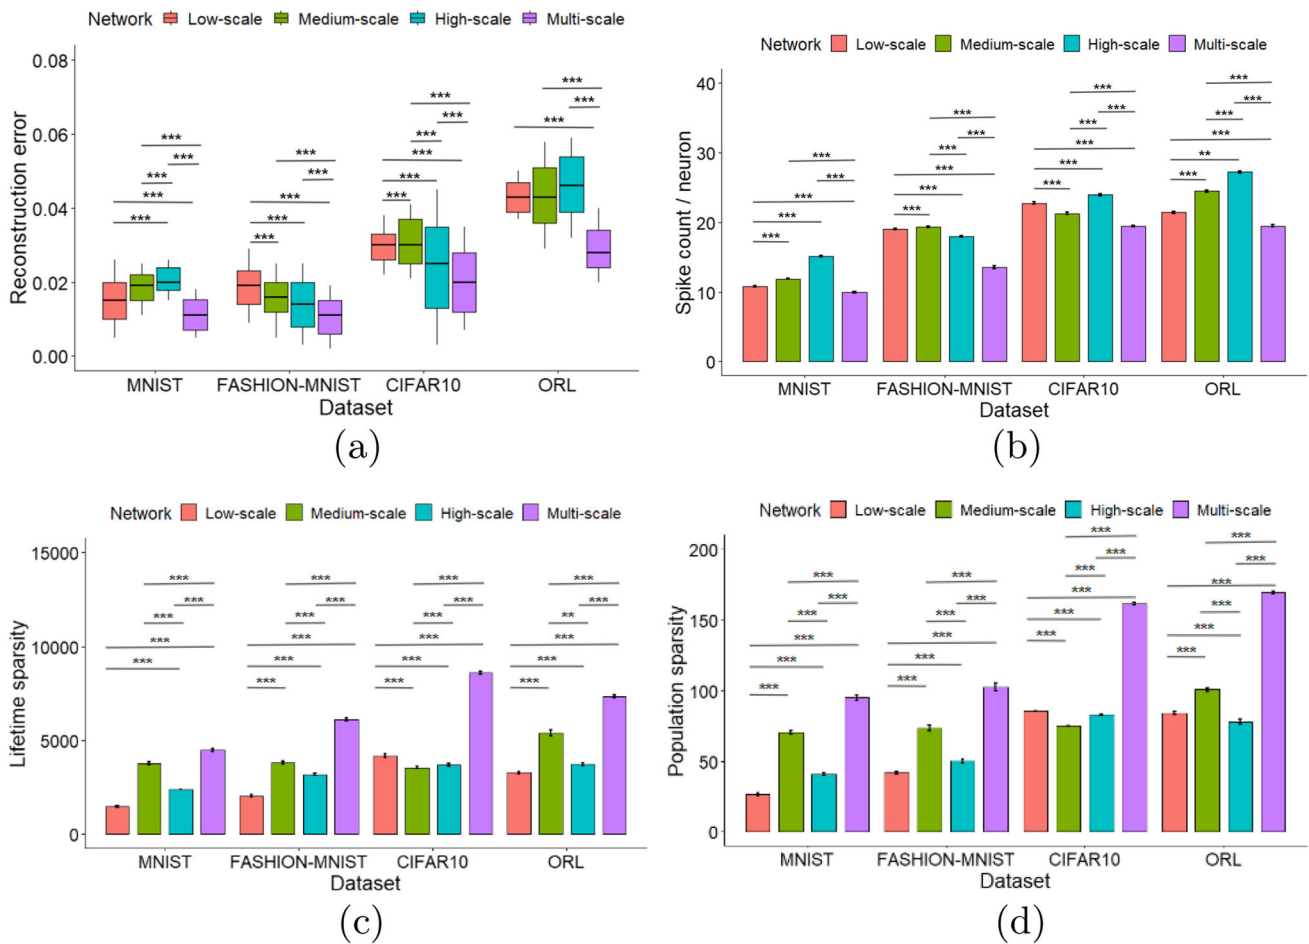 Network Low-scale Medium-scale High-scale Multi-scale
Reconstruction error
0.08
0.06
0.04
0.02
0.00
*** *** *** *** ***
*** *** *** *** ***
*** *** *** *** *** ***
*** *** ***
MNIST FASHION-MNIST CIFAR10 ORL
Dataset
(a)
Network Low-scale Medium-scale High-scale Multi-scale
Spike count / neuron
40
30
20
10
0
*** *** *** *** ***
*** *** *** *** *** ***
*** *** *** *** *** ***
*** *** *** *** ** ***
MNIST FASHION-MNIST CIFAR10 ORL
Dataset
(b)
Network Low-scale Medium-scale High-scale Multi-scale
Lifetime sparsity
15000
10000
5000
0
*** *** *** *** ***
*** *** *** *** *** ***
*** *** *** *** *** ***
*** *** ** *** *** ***
MNIST FASHION-MNIST CIFAR10 ORL
Dataset
(c)
Network Low-scale Medium-scale High-scale Multi-scale
Population sparsity
200
150
100
50
0
*** *** *** *** *** ***
*** *** *** *** *** ***
*** *** *** *** *** ***
*** *** *** *** *** ***
MNIST FASHION-MNIST CIFAR10 ORL
Dataset
(d)